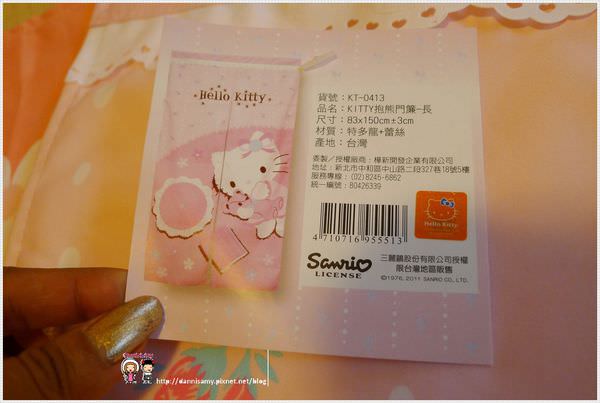 Hello Kitty
貨號：KT-0413
品名：KITTY抱熊門簾-長
尺寸：83x150cm±3cm
材質：特多龍+蕾絲
產地：台灣
委製／授權廠商：樺新開發企業有限公司
地址：新北市中和區中山路二段327巷18號5樓
服務專線：(02)8245-6862
統一編號：80426339
4 710716 955513
Hello Kitty
Sanrio
LICENSE
三麗鷗股份有限公司授權
限台灣地區販售
©1976, 2011 SANRIO CO., LTD.
http://dannisamy.pixnet.net/blog